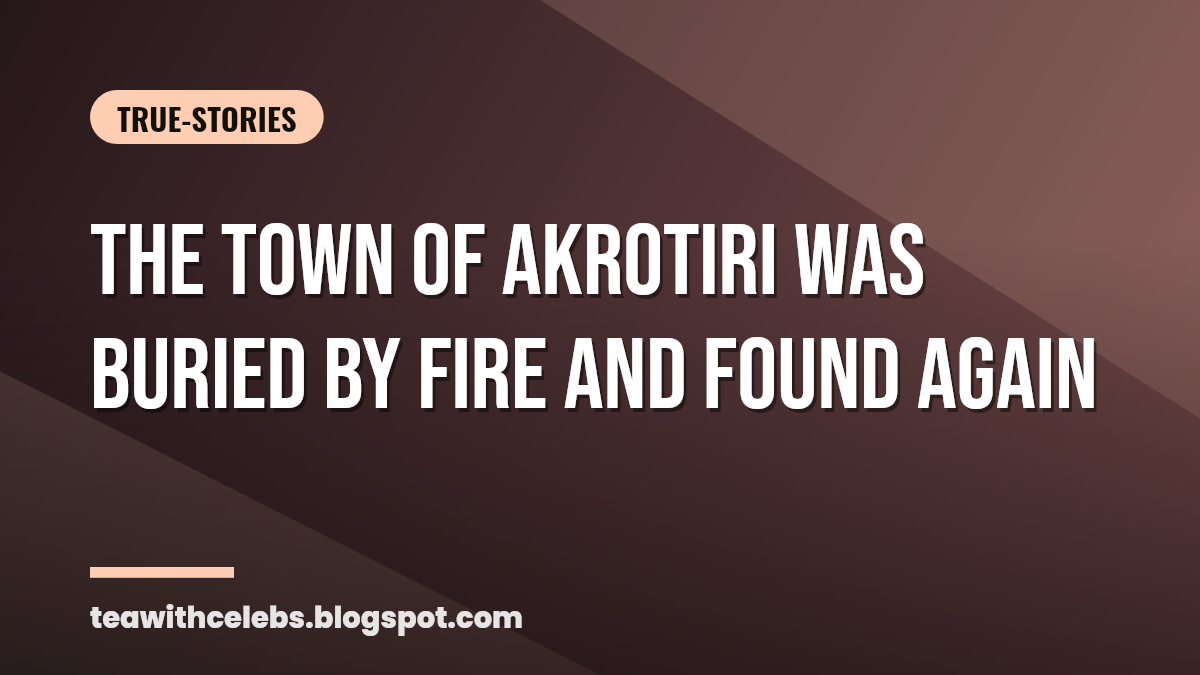 TRUE-STORIES
THE TOWN OF AKROTIRI WAS
BURIED BY FIRE AND FOUND AGAIN
teawithcelebs.blogspot.com